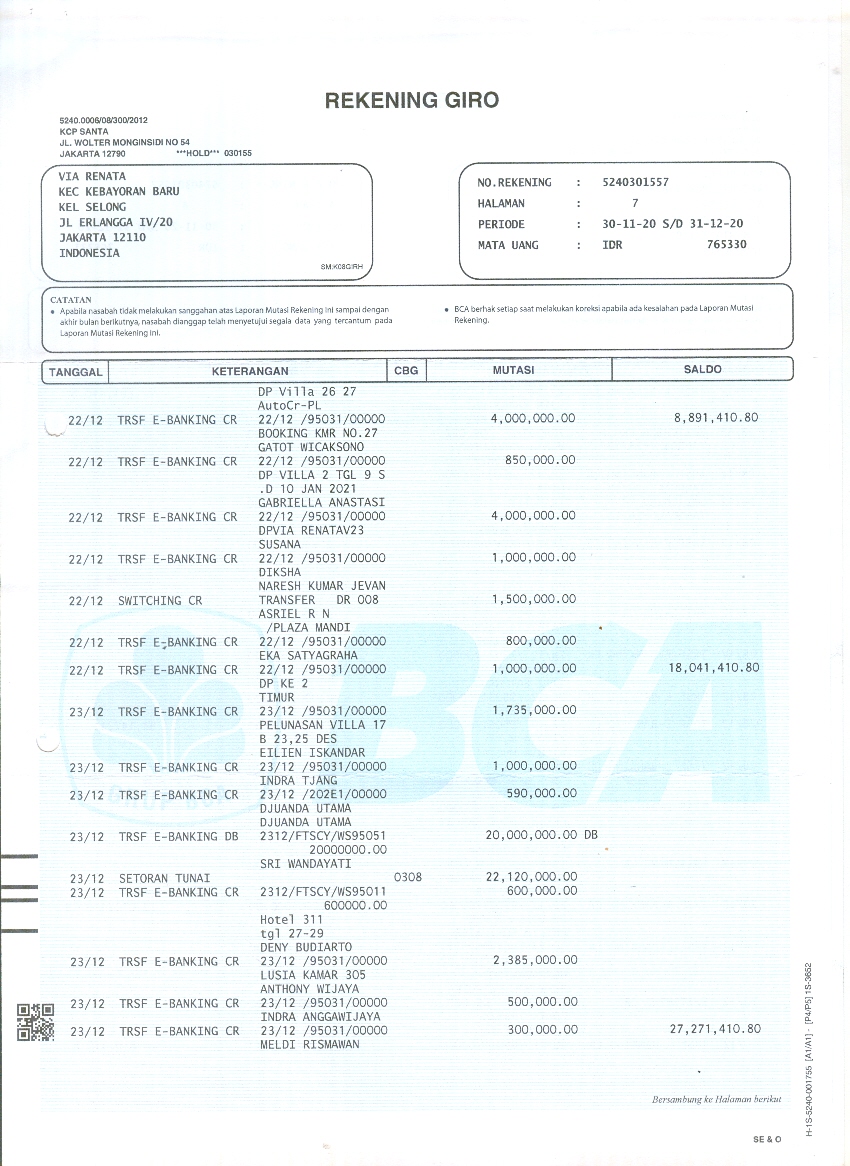 REKENING GIRO
5240.0006/08/300/2012
KCP SANTA
JL. WOLTER MONGINSIDI NO 54
JAKARTA 12790 ***HOLD*** 030155
VIA RENATA
KEC KEBAYORAN BARU
KEL SELONG
JL ERLANGGA IV/20
JAKARTA 12110
INDONESIA
SM:K08GIRH
NO.REKENING : 5240301557
HALAMAN : 7
PERIODE : 30-11-20 S/D 31-12-20
MATA UANG : IDR 765330
CATATAN
• Apabila nasabah tidak melakukan sanggahan atas Laporan Mutasi Rekening ini sampai dengan
akhir bulan berikutnya, nasabah dianggap telah menyetujui segala data yang tercantum pada
Laporan Mutasi Rekening ini.
• BCA berhak setiap saat melakukan koreksi apabila ada kesalahan pada Laporan Mutasi
Rekening.
TANGGAL KETERANGAN CBG MUTASI SALDO
DP Villa 26 27
AutoCr-PL
22/12 TRSF E-BANKING CR 22/12 /95031/00000 4,000,000.00 8,891,410.80
BOOKING KMR NO.27
GATOT WICAKSONO
22/12 TRSF E-BANKING CR 22/12 /95031/00000 850,000.00
DP VILLA 2 TGL 9 S
.D 10 JAN 2021
GABRIELLA ANASTASI
22/12 TRSF E-BANKING CR 22/12 /95031/00000 4,000,000.00
DPVIA RENATAV23
SUSANA
22/12 TRSF E-BANKING CR 22/12 /95031/00000 1,000,000.00
DIKSHA
NARESH KUMAR JEVAN
22/12 SWITCHING CR TRANSFER DR 008 1,500,000.00
ASRIEL R N
/PLAZA MANDI
22/12 TRSF E-BANKING CR 22/12 /95031/00000 800,000.00
EKA SATYAGRAHA
22/12 TRSF E-BANKING CR 22/12 /95031/00000 1,000,000.00 18,041,410.80
DP KE 2
TIMUR
23/12 TRSF E-BANKING CR 23/12 /95031/00000 1,735,000.00
PELUNASAN VILLA 17
B 23,25 DES
EILIEN ISKANDAR
23/12 TRSF E-BANKING CR 23/12 /95031/00000 1,000,000.00
INDRA TJANG
23/12 TRSF E-BANKING CR 23/12 /202E1/00000 590,000.00
DJUANDA UTAMA
DJUANDA UTAMA
23/12 TRSF E-BANKING DB 2312/FTSCY/WS95051 20,000,000.00 DB
20000000.00
SRI WANDAYATI
23/12 SETORAN TUNAI 0308 22,120,000.00
23/12 TRSF E-BANKING CR 2312/FTSCY/WS95011 600,000.00
600000.00
Hotel 311
tgl 27-29
DENY BUDIARTO
23/12 TRSF E-BANKING CR 23/12 /95031/00000 2,385,000.00
LUSIA KAMAR 305
ANTHONY WIJAYA
23/12 TRSF E-BANKING CR 23/12 /95031/00000 500,000.00
INDRA ANGGAWIJAYA
23/12 TRSF E-BANKING CR 23/12 /95031/00000 300,000.00 27,271,410.80
MELDI RISMAWAN
BCA
Bersambung ke Halaman berikut
SE & O
H-1S-5240-001755 [A1/A1] - [P4/P5] 1S-3652